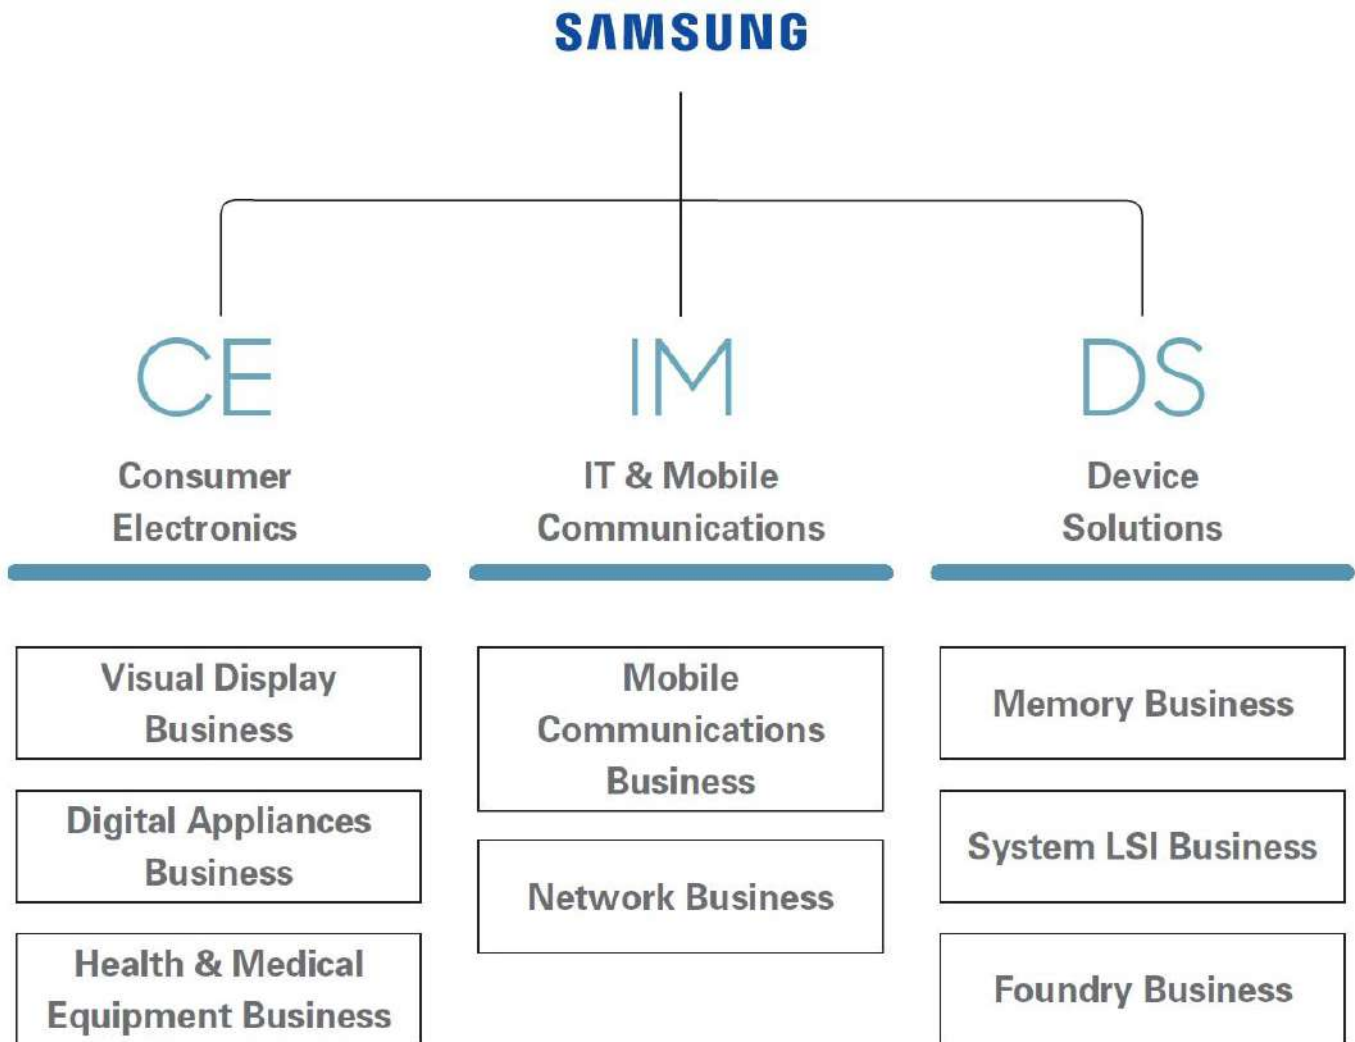 SAMSUNG
CE
Consumer
Electronics
Visual Display
Business
Digital Appliances
Business
Health & Medical
Equipment Business
IM
IT & Mobile
Communications
Mobile
Communications
Business
Network Business
DS
Device
Solutions
Memory Business
System LSI Business
Foundry Business